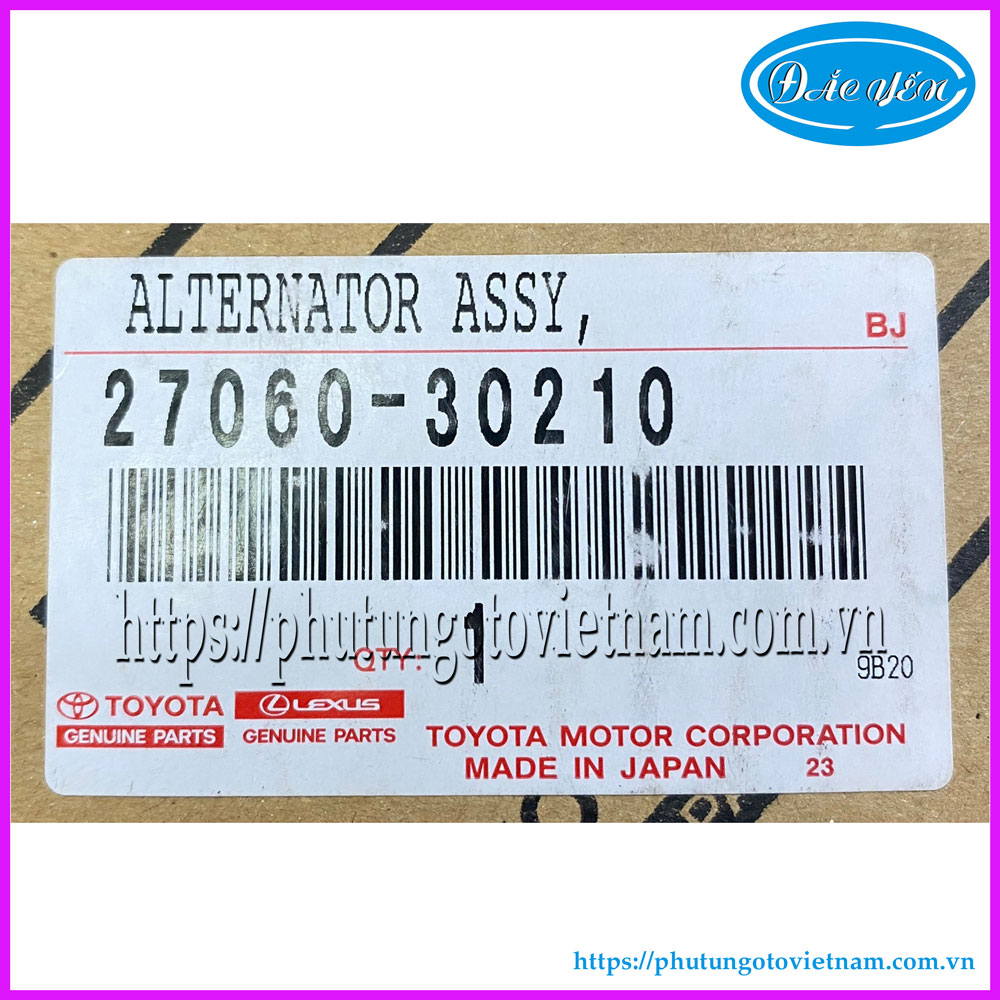 ĐẮC YẾN
ALTERNATOR ASSY,
BJ
27060-30210
https://phutungotovietnam.com.vn
QTY: 1
9B20
TOYOTA
LEXUS
GENUINE PARTS
GENUINE PARTS
TOYOTA MOTOR CORPORATION
MADE IN JAPAN 23
https://phutungotovietnam.com.vn